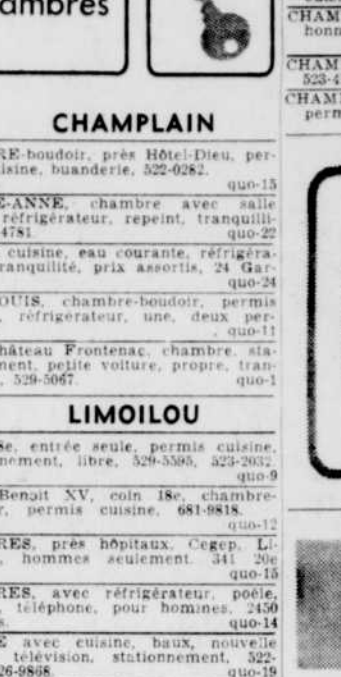 ambres
CHAMPLAIN
RE-boudoir, près Hôtel-Dieu, per-
isine, buanderie, 522-0282.
quo-15
E-ANNE, chambre avec salle
réfrigérateur, repeint, tranquilli-
4781 quo-22
cuisine, eau courante, réfrigéra-
ranquilité, prix assortis, 24 Gar-
quo-24
OUIS, chambre-boudoir, permis
, réfrigérateur, une, deux per-
quo-11
hâteau Frontenac, chambre, sta-
ment, petite voiture, propre, tran-
, 529-5067. quo-1
LIMOILOU
8e, entrée seule, permis cuisine,
nement, libre, 529-5595, 523-2032.
quo-9
Benoit XV, coin 18e, chambre-
r, permis cuisine, 681-9818.
quo-12
RES, près hôpitaux, Cegep, Li-
, hommes seulement. 341 20e
quo-15
RES, avec réfrigérateur, poêle,
, téléphone, pour hommes, 2450
s. quo-14
E avec cuisine, baux, nouvelle
télévision, stationnement, 522-
26-9868. quo-19
CHAM
honn
CHAM
523-4
CHAM
perm